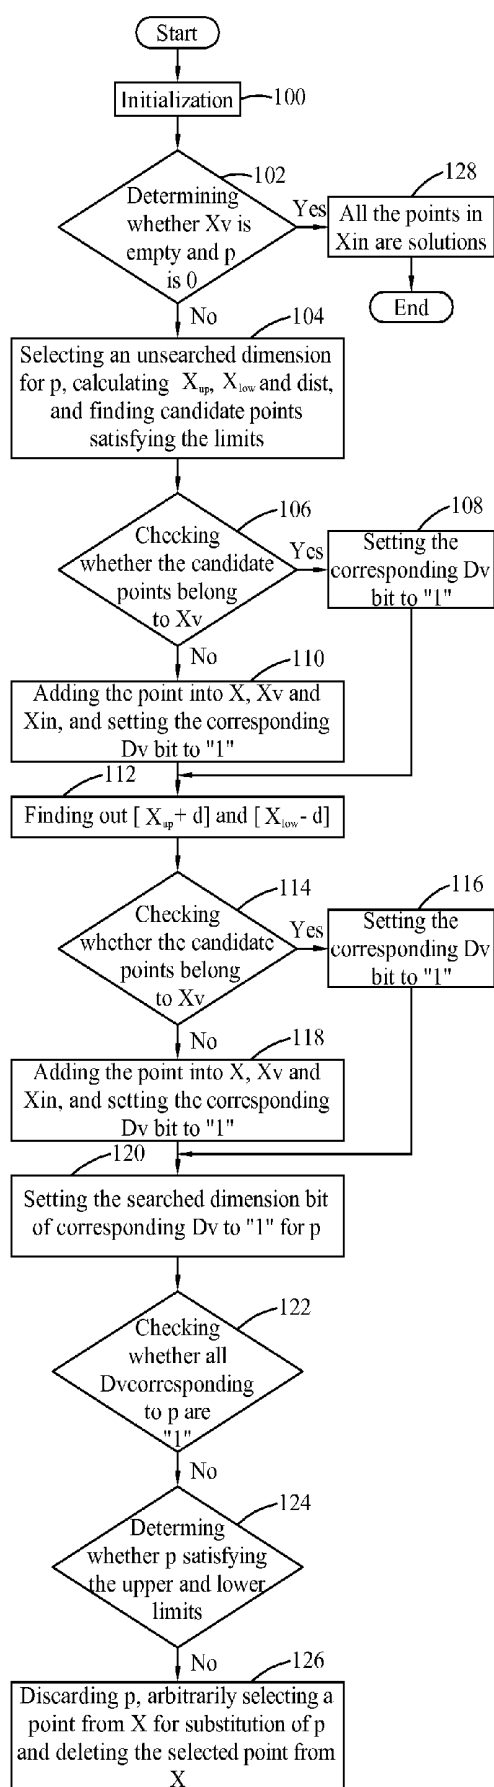 Start
Initialization
100
102
Determining
whether Xv is
empty and p
is 0
Yes
128
All the points in
Xin are solutions
End
No
104
Selecting an unsearched dimension
for p, calculating Xup, Xlow and dist,
and finding candidate points
satisfying the limits
106
Checking
whether the candidate
points belong
to Xv
Yes
108
Setting the
corresponding Dv
bit to "1"
No
110
Adding the point into X, Xv and
Xin, and setting the corresponding
Dv bit to "1"
112
Finding out [ Xup+ d] and [ Xlow- d]
114
Checking
whether the candidate
points belong
to Xv
Yes
116
Setting the
corresponding Dv
bit to "1"
No
118
Adding the point into X, Xv and
Xin, and setting the corresponding
Dv bit to "1"
120
Setting the searched dimension bit
of corresponding Dv to "1" for p
122
Checking
whether all
Dvcorresponding
to p are
"1"
No
124
Determing
whether p satisfying
the upper and lower
limits
No
126
Discarding p, arbitrarily selecting a
point from X for substitution of p
and deleting the selected point from
X